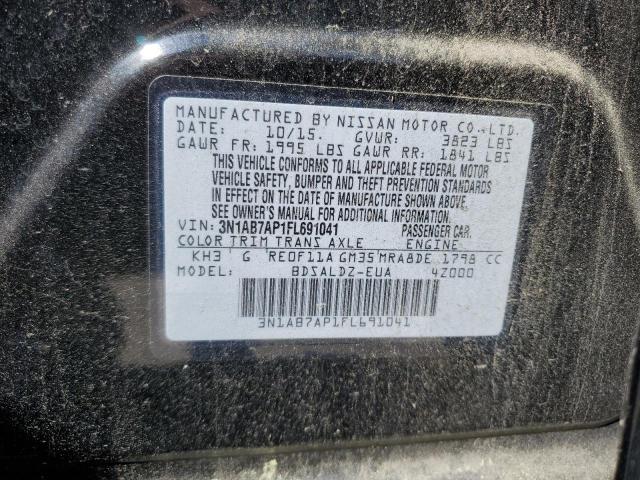 MANUFACTURED BY NISSAN MOTOR CO.,LTD.
DATE: 10/15. GVWR: 3823 LBS
GAWR FR: 1995 LBS GAWR RR: 1841 LBS
THIS VEHICLE CONFORMS TO ALL APPLICABLE FEDERAL MOTOR
VEHICLE SAFETY, BUMPER AND THEFT PREVENTION STANDARDS
IN EFFECT ON THE DATE OF MANUFACTURE SHOWN ABOVE.
SEE OWNER'S MANUAL FOR ADDITIONAL INFORMATION.
VIN: 3N1AB7AP1FL691041 PASSENGER CAR.
COLOR TRIM TRANS AXLE ENGINE
KH3 G RE0F11A GM35 MRA8DE 1798 CC
MODEL: BDSALDZ-EUA 4Z000
3N1AB7AP1FL691041